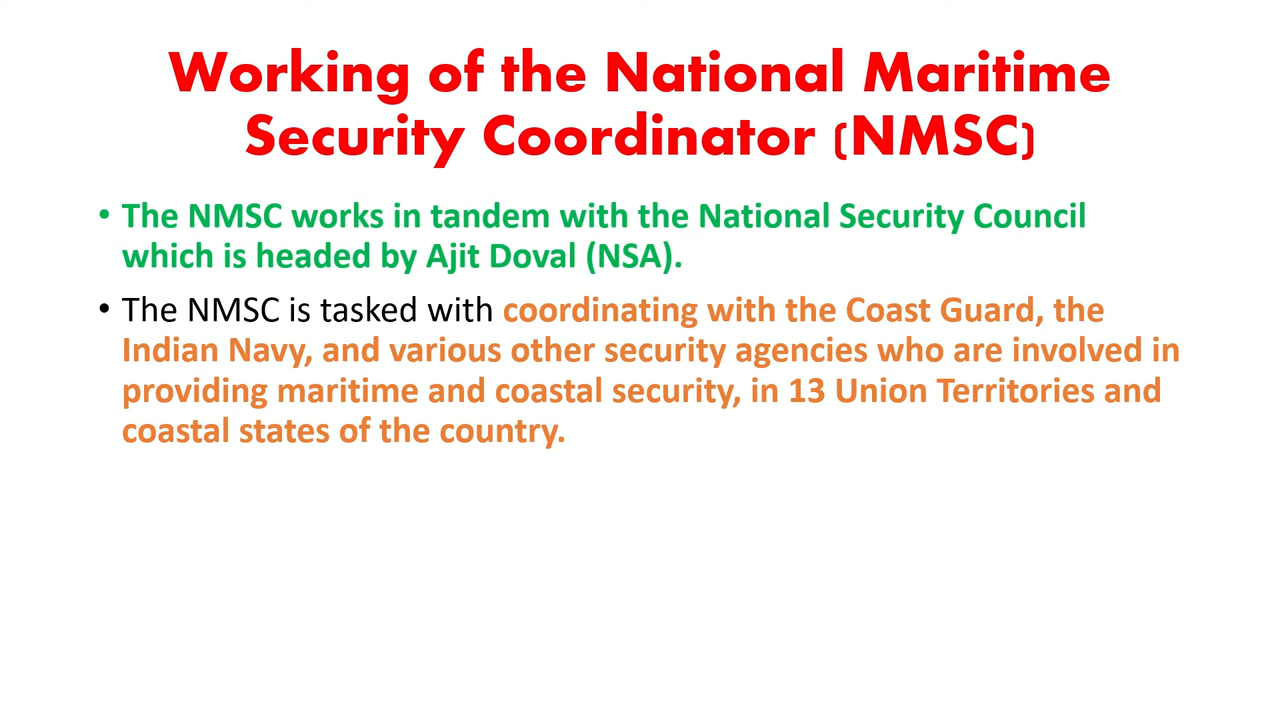 Working of the National Maritime
Security Coordinator (NMSC)
• The NMSC works in tandem with the National Security Council
which is headed by Ajit Doval (NSA).
• The NMSC is tasked with coordinating with the Coast Guard, the
Indian Navy, and various other security agencies who are involved in
providing maritime and coastal security, in 13 Union Territories and
coastal states of the country.